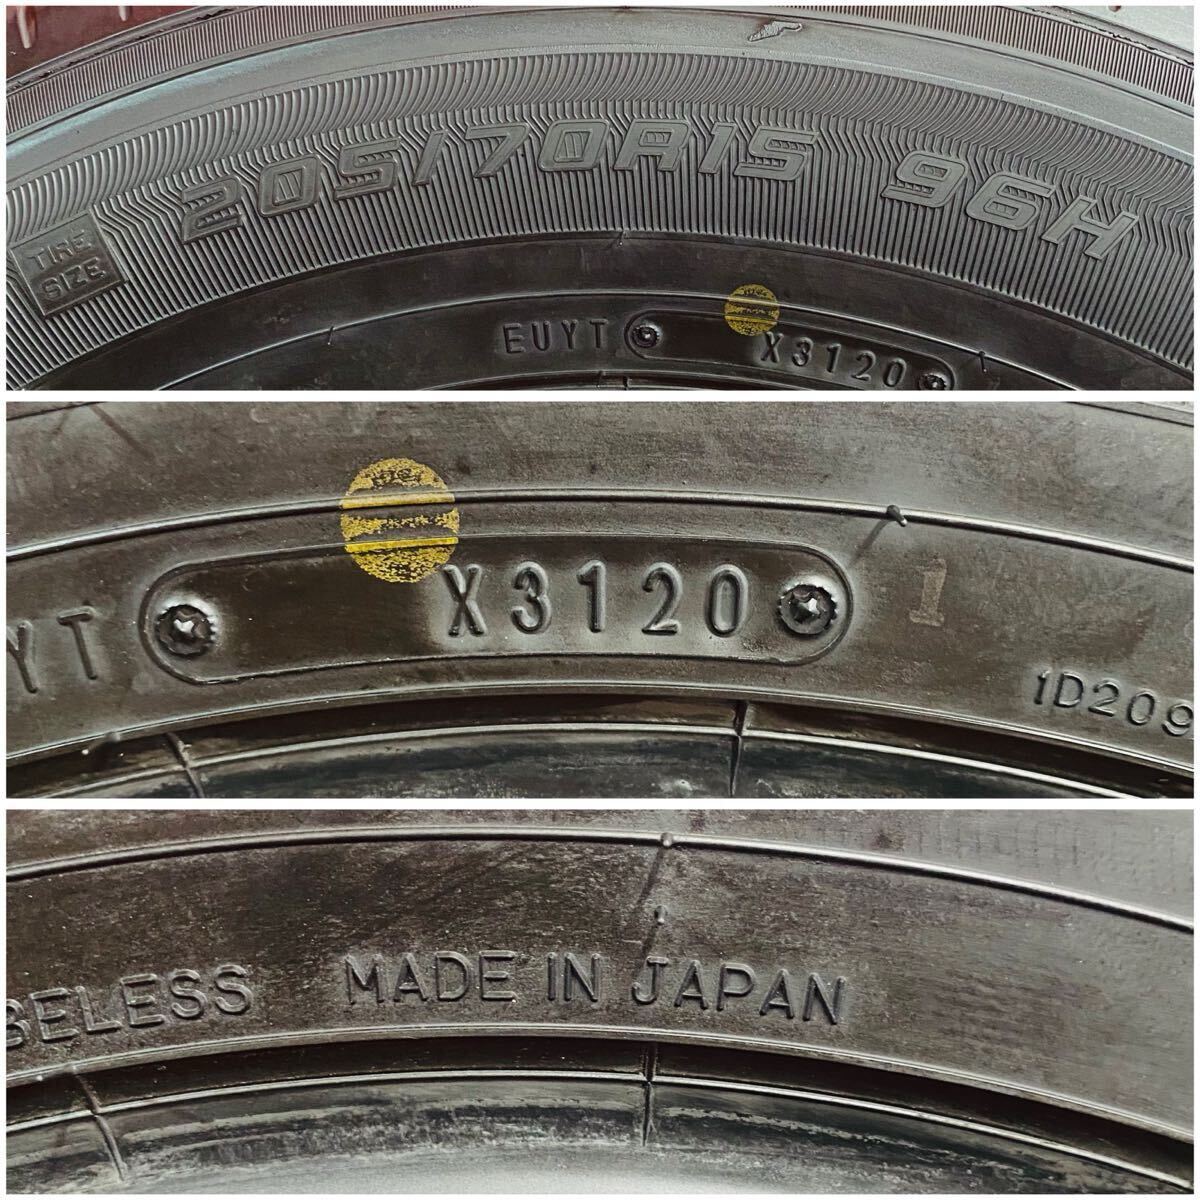 205/70R15 96H
TIRE
SIZE
EUYT X3120
YT X3120 1
1D209
BELESS MADE IN JAPAN